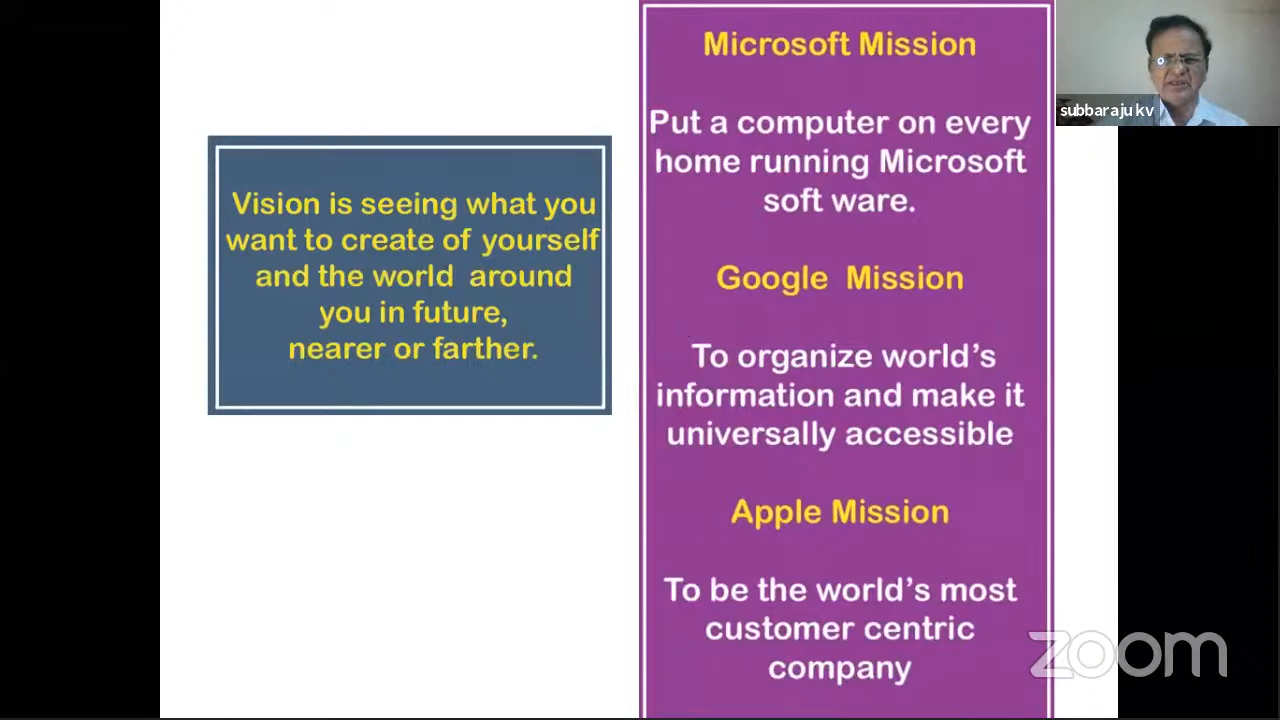 Vision is seeing what you
want to create of yourself
and the world around
you in future,
nearer or farther.
Microsoft Mission
Put a computer on every
home running Microsoft
soft ware.
Google Mission
To organize world's
information and make it
universally accessible
Apple Mission
To be the world's most
customer centric
company
subbaraju kv
zoom